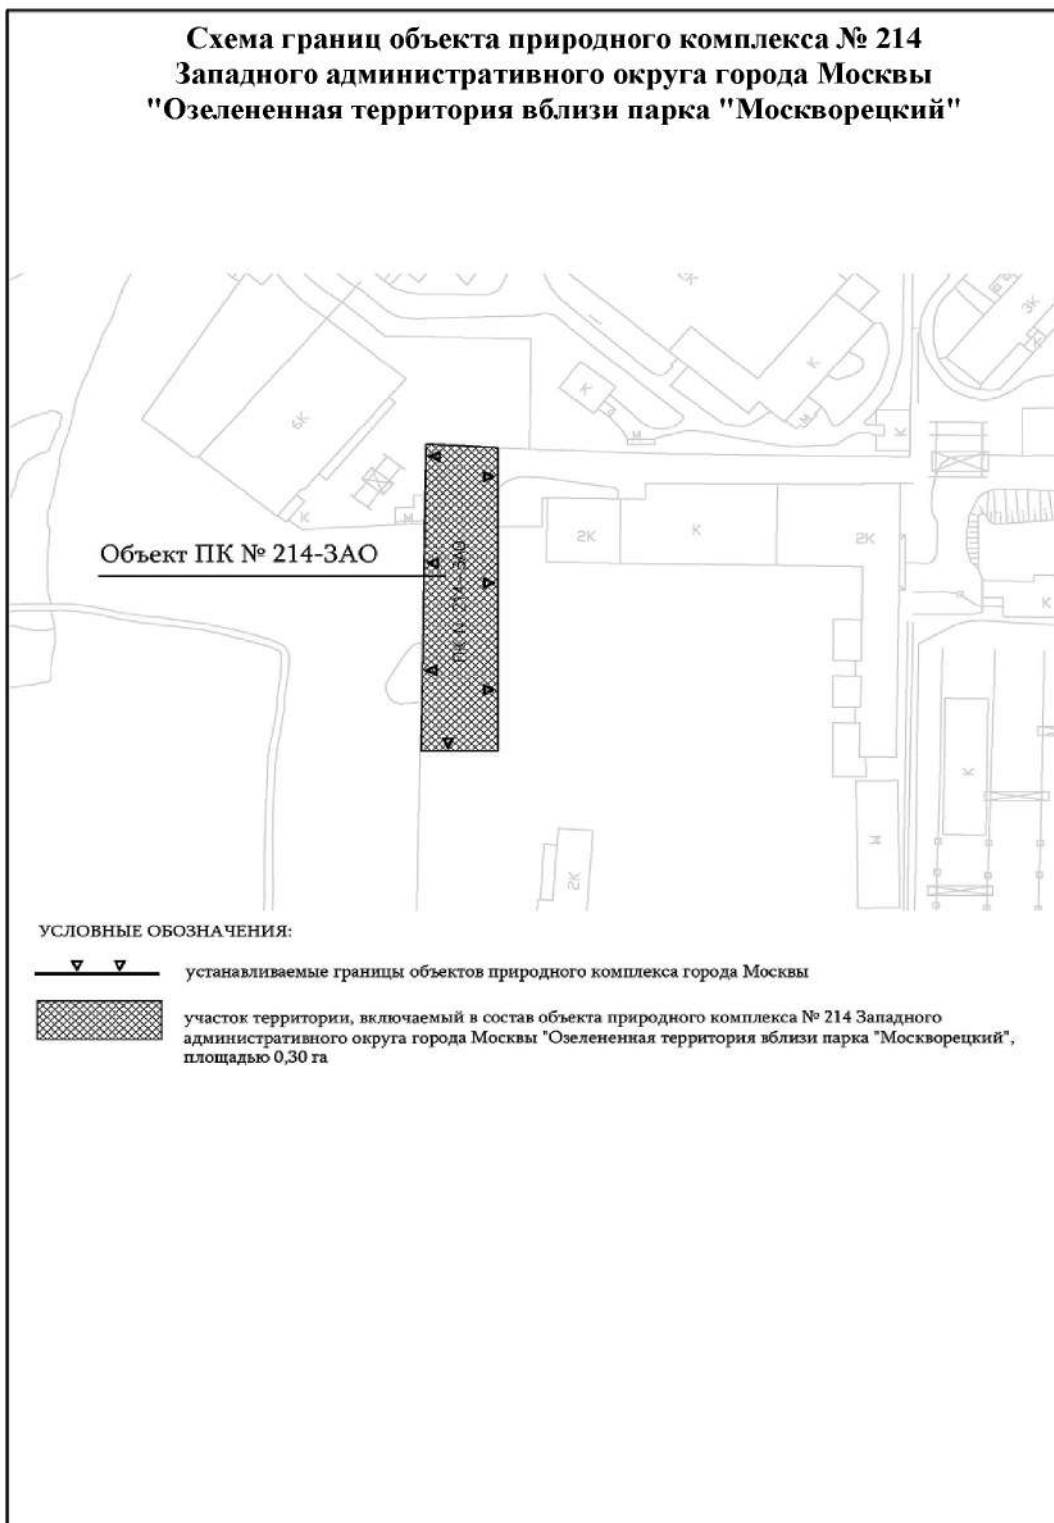 Схема границ объекта природного комплекса № 214
Западного административного округа города Москвы
"Озелененная территория вблизи парка "Москворецкий"
6К
К
М
К
М
М
К
К
3К
2К
К
2К
К
Объект ПК № 214-ЗАО
ПК № 214-ЗАО
К
М
2К
УСЛОВНЫЕ ОБОЗНАЧЕНИЯ:
устанавливаемые границы объектов природного комплекса города Москвы
участок территории, включаемый в состав объекта природного комплекса № 214 Западного
административного округа города Москвы "Озелененная территория вблизи парка "Москворецкий",
площадью 0,30 га